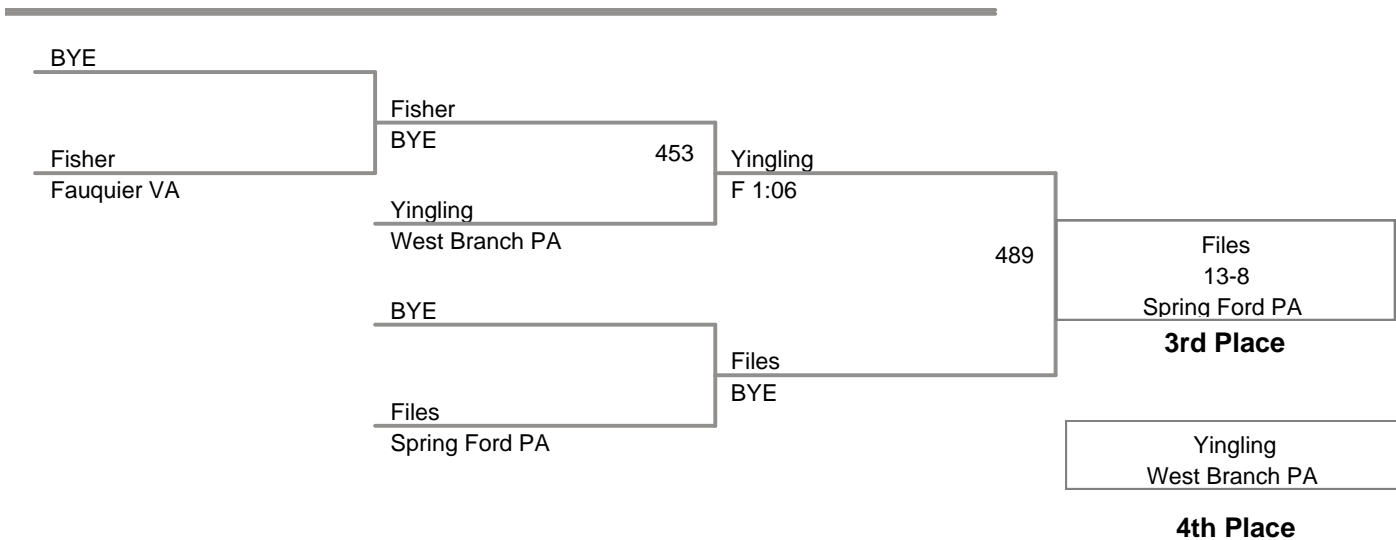 BYE
Fisher
BYE
453
Fisher
Fauquier VA
Yingling
F 1:06
Yingling
West Branch PA
489
Files
13-8
Spring Ford PA
3rd Place
BYE
Files
BYE
Files
Spring Ford PA
Yingling
West Branch PA
4th Place